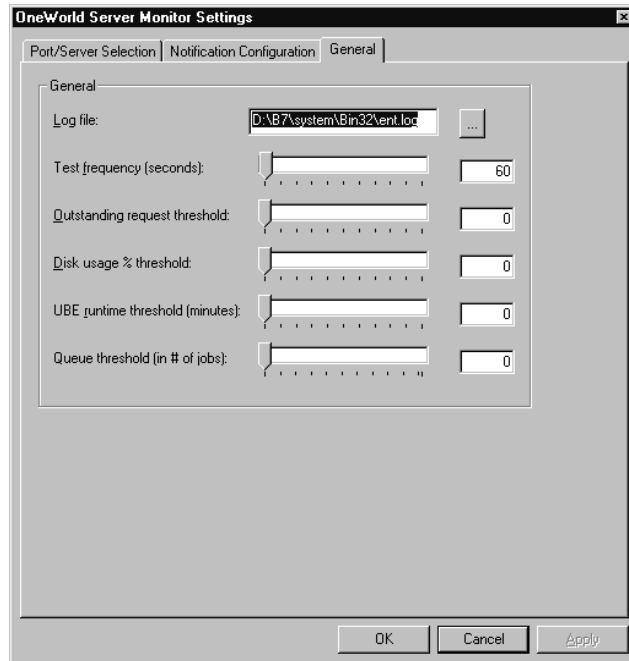 OneWorld Server Monitor Settings
Port/Server Selection Notification Configuration General
General
Log file: D:\B7\system\Bin32\ent.log ...
Test frequency (seconds): 60
Outstanding request threshold: 0
Disk usage % threshold: 0
UBE runtime threshold (minutes): 0
Queue threshold (in # of jobs): 0
OK Cancel Apply